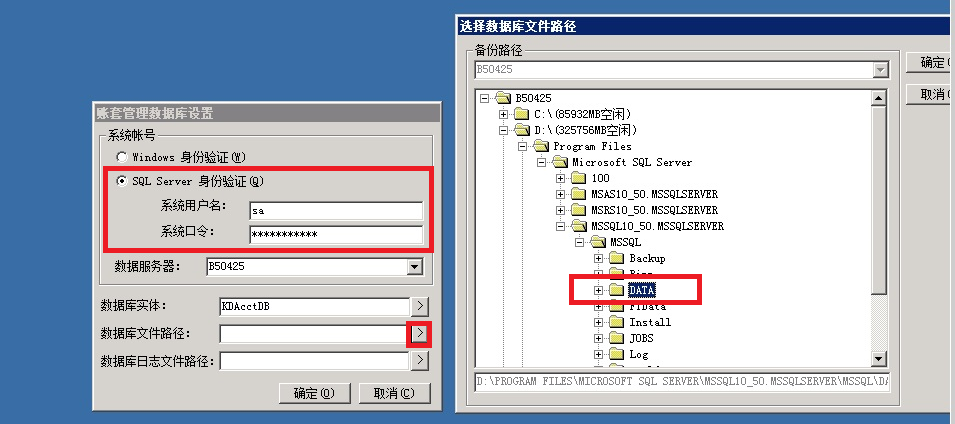 账套管理数据库设置
系统帐号
Windows 身份验证(W)
SQL Server 身份验证(Q)
系统用户名:
sa
系统口令:
***********
数据服务器:
B50425
数据库实体:
KDAcctDB
>
数据库文件路径:
>
数据库日志文件路径:
>
确定(O)
取消(C)
选择数据库文件路径
备份路径
B50425
确定(
取消(
B50425
C:\(85932MB空闲)
D:\(325756MB空闲)
Program Files
Microsoft SQL Server
100
MSAS10_50.MSSQLSERVER
MSRS10_50.MSSQLSERVER
MSSQL10_50.MSSQLSERVER
MSSQL
Backup
DATA
Install
JOBS
Log
D:\PROGRAM FILES\MICROSOFT SQL SERVER\MSSQL10_50.MSSQLSERVER\MSSQL\DA